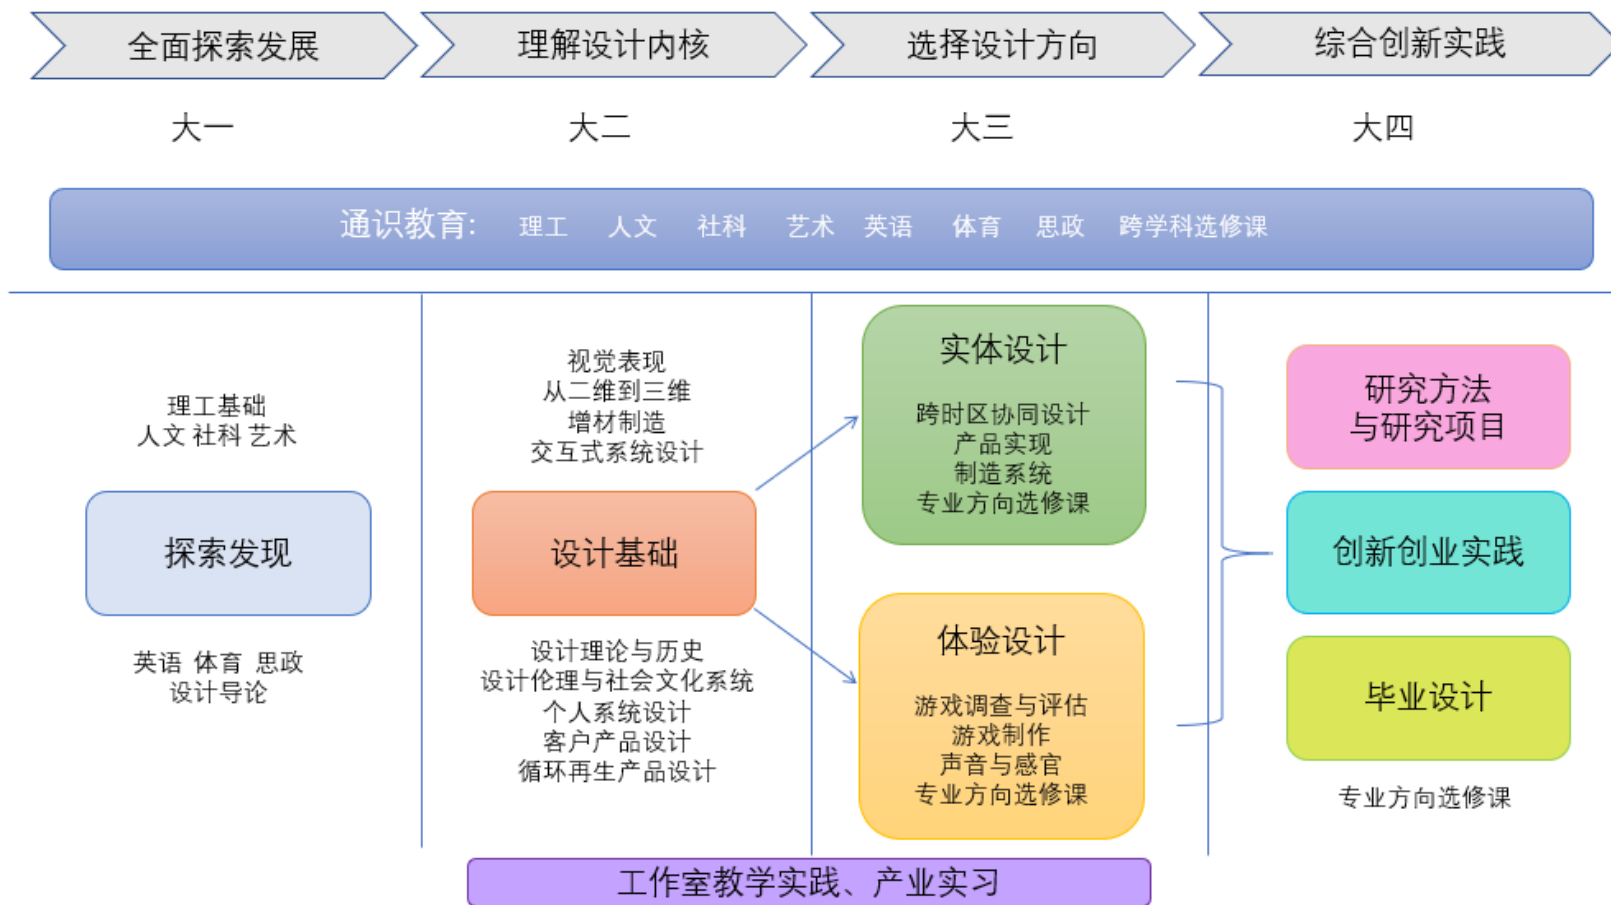 全面探索发展
理解设计内核
选择设计方向
综合创新实践
大一
大二
大三
大四
通识教育: 理工 人文 社科 艺术 英语 体育 思政 跨学科选修课
理工基础
人文 社科 艺术
探索发现
英语 体育 思政
设计导论
视觉表现
从二维到三维
增材制造
交互式系统设计
设计基础
设计理论与历史
设计伦理与社会文化系统
个人系统设计
客户产品设计
循环再生产品设计
实体设计
跨时区协同设计
产品实现
制造系统
专业方向选修课
体验设计
游戏调查与评估
游戏制作
声音与感官
专业方向选修课
研究方法
与研究项目
创新创业实践
毕业设计
专业方向选修课
工作室教学实践、产业实习